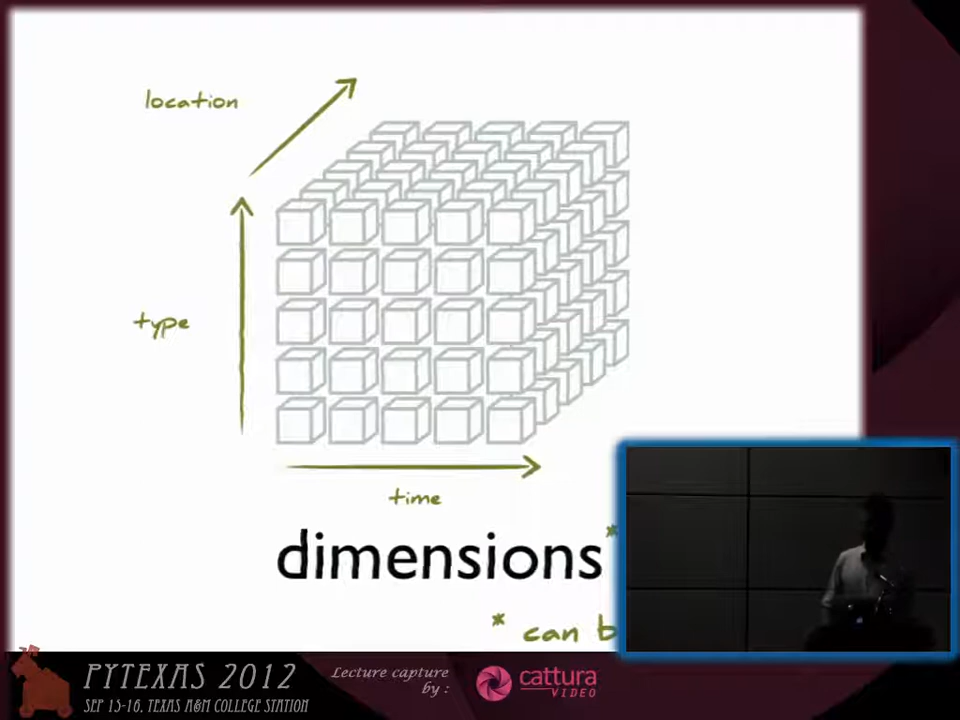 location
type
time
dimensions*
* can b
PYTEXAS 2012
SEP 15-16, TEXAS A&M COLLEGE STATION
Lecture capture
by :
cattura
VIDEO